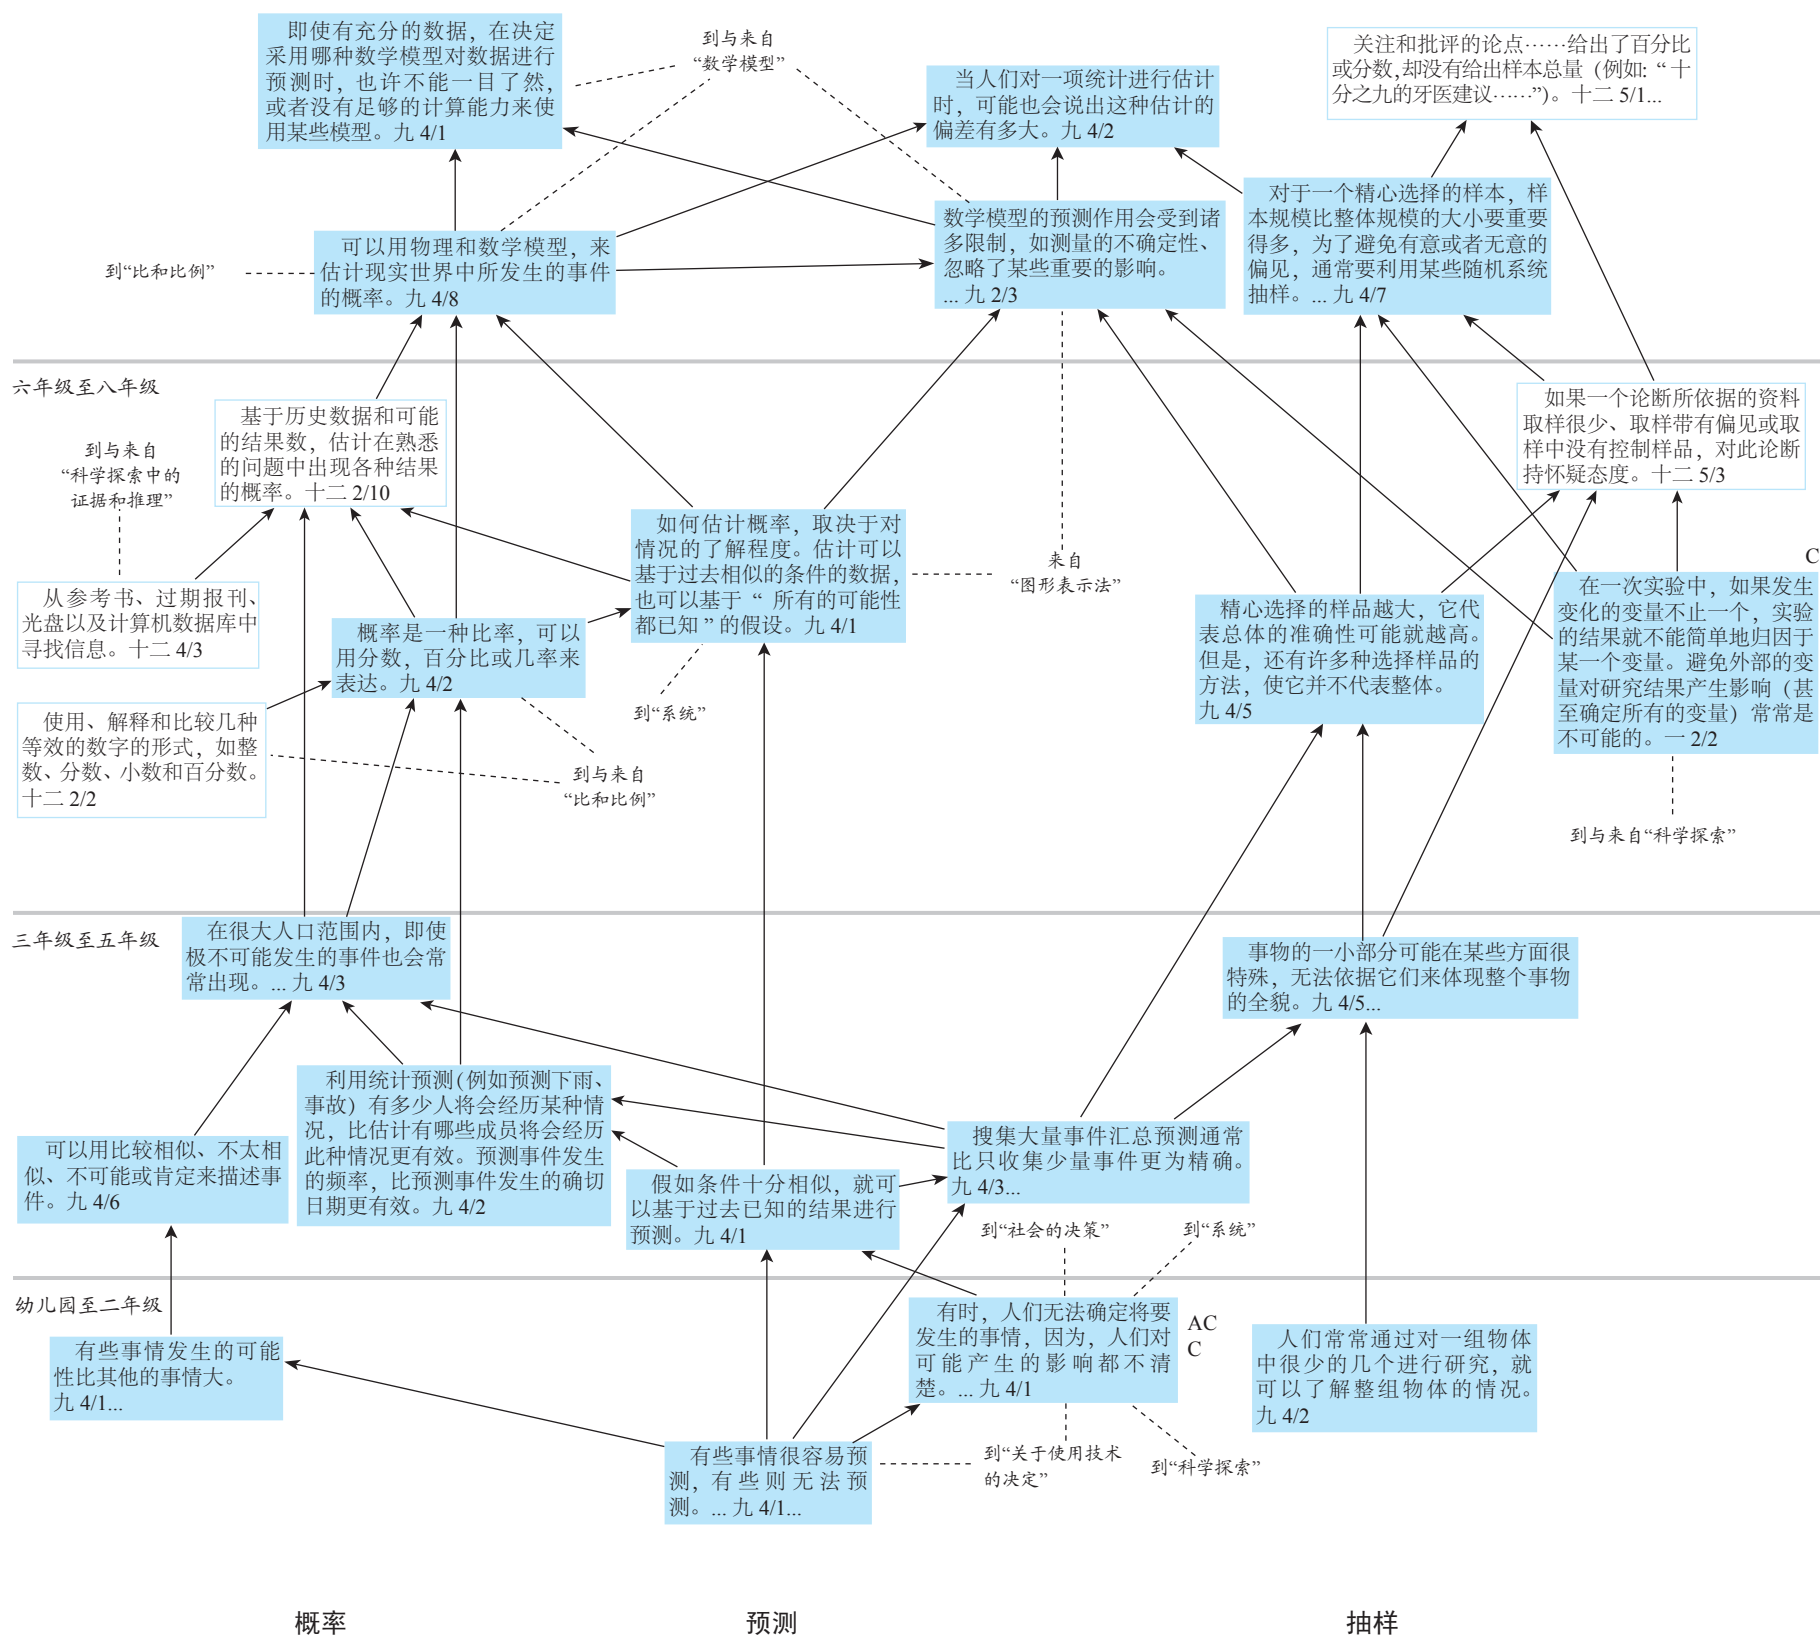 即使有充分的数据，在决定
采用哪种数学模型对数据进行
预测时，也许不能一目了然，
或者没有足够的计算能力来使
用某些模型。九 4/1
到与来自
“数学模型”
当人们对一项统计进行估计
时，可能也会说出这种估计的
偏差有多大。九 4/2
关注和批评的论点……给出了百分比
或分数,却没有给出样本总量（例如:“十
分之九的牙医建议……”)。十二 5/1...
到“比和比例”
可以用物理和数学模型，来
估计现实世界中所发生的事件
的概率。九 4/8
数学模型的预测作用会受到诸
多限制，如测量的不确定性、
忽略了某些重要的影响。
... 九 2/3
对于一个精心选择的样本，样
本规模比整体规模的大小要重要
得多，为了避免有意或者无意的
偏见，通常要利用某些随机系统
抽样。... 九 4/7
六年级至八年级
到与来自
“科学探索中的
证据和推理”
基于历史数据和可能
的结果数，估计在熟悉
的问题中出现各种结果
的概率。十二 2/10
如果一个论断所依据的资料
取样很少、取样带有偏见或取
样中没有控制样品，对此论断
持怀疑态度。十二 5/3
从参考书、过期报刊、
光盘以及计算机数据库中
寻找信息。十二 4/3
概率是一种比率，可以
用分数，百分比或几率来
表达。九 4/2
如何估计概率，取决于对
情况的了解程度。估计可以
基于过去相似的条件的数据，
也可以基于“所有的可能性
都已知”的假设。九 4/1
来自
“图形表示法”
精心选择的样品越大，它代
表总体的准确性可能就越高。
但是，还有许多种选择样品的
方法，使它并不代表整体。
九 4/5
C
在一次实验中，如果发生
变化的变量不止一个，实验
的结果就不能简单地归因于
某一个变量。避免外部的变
量对研究结果产生影响（甚
至确定所有的变量）常常是
不可能的。一 2/2
使用、解释和比较几种
等效的数字的形式，如整
数、分数、小数和百分数。
十二 2/2
到“系统”
到与来自
“比和比例”
到与来自“科学探索”
三年级至五年级
在很大人口范围内，即使
极不可能发生的事件也会常
常出现。... 九 4/3
事物的一小部分可能在某些方面很
特殊，无法依据它们来体现整个事物
的全貌。九 4/5...
可以用比较相似、不太相
似、不可能或肯定来描述事
件。九 4/6
利用统计预测(例如预测下雨、
事故）有多少人将会经历某种情
况，比估计有哪些成员将会经历
此种情况更有效。预测事件发生
的频率，比预测事件发生的确切
日期更有效。九 4/2
假如条件十分相似，就可
以基于过去已知的结果进行
预测。九 4/1
搜集大量事件汇总预测通常
比只收集少量事件更为精确。
九 4/3...
到“社会的决策”
到“系统”
幼儿园至二年级
有些事情发生的可能
性比其他的事情大。
九 4/1...
有时，人们无法确定将要
发生的事情，因为，人们对
可能产生的影响都不清
楚。... 九 4/1
AC
C
人们常常通过对一组物体
中很少的几个进行研究，就
可以了解整组物体的情况。
九 4/2
有些事情很容易预
测，有些则无法预
测。... 九 4/1...
到“关于使用技术
的决定”
到“科学探索”
概率
预测
抽样